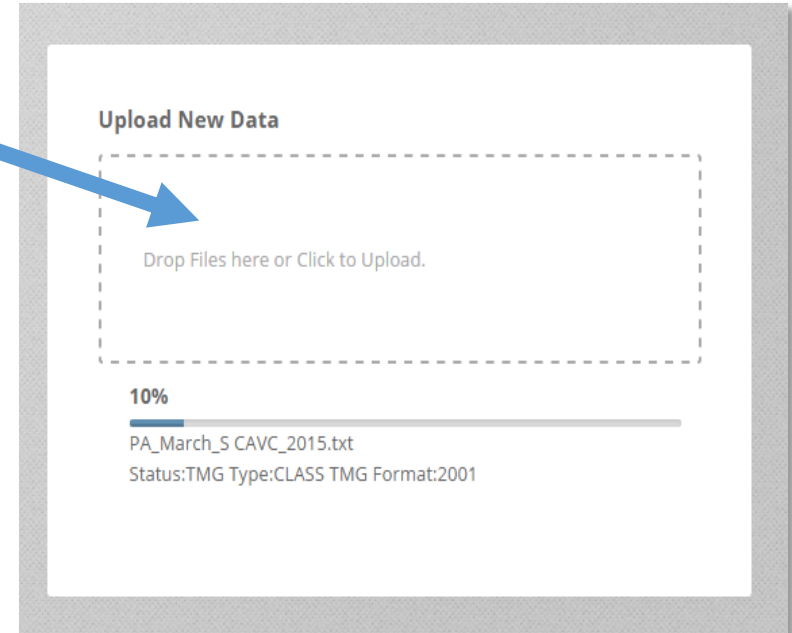 Upload New Data
Drop Files here or Click to Upload.
10%
PA_March_S CAVC_2015.txt
Status:TMG Type:CLASS TMG Format:2001